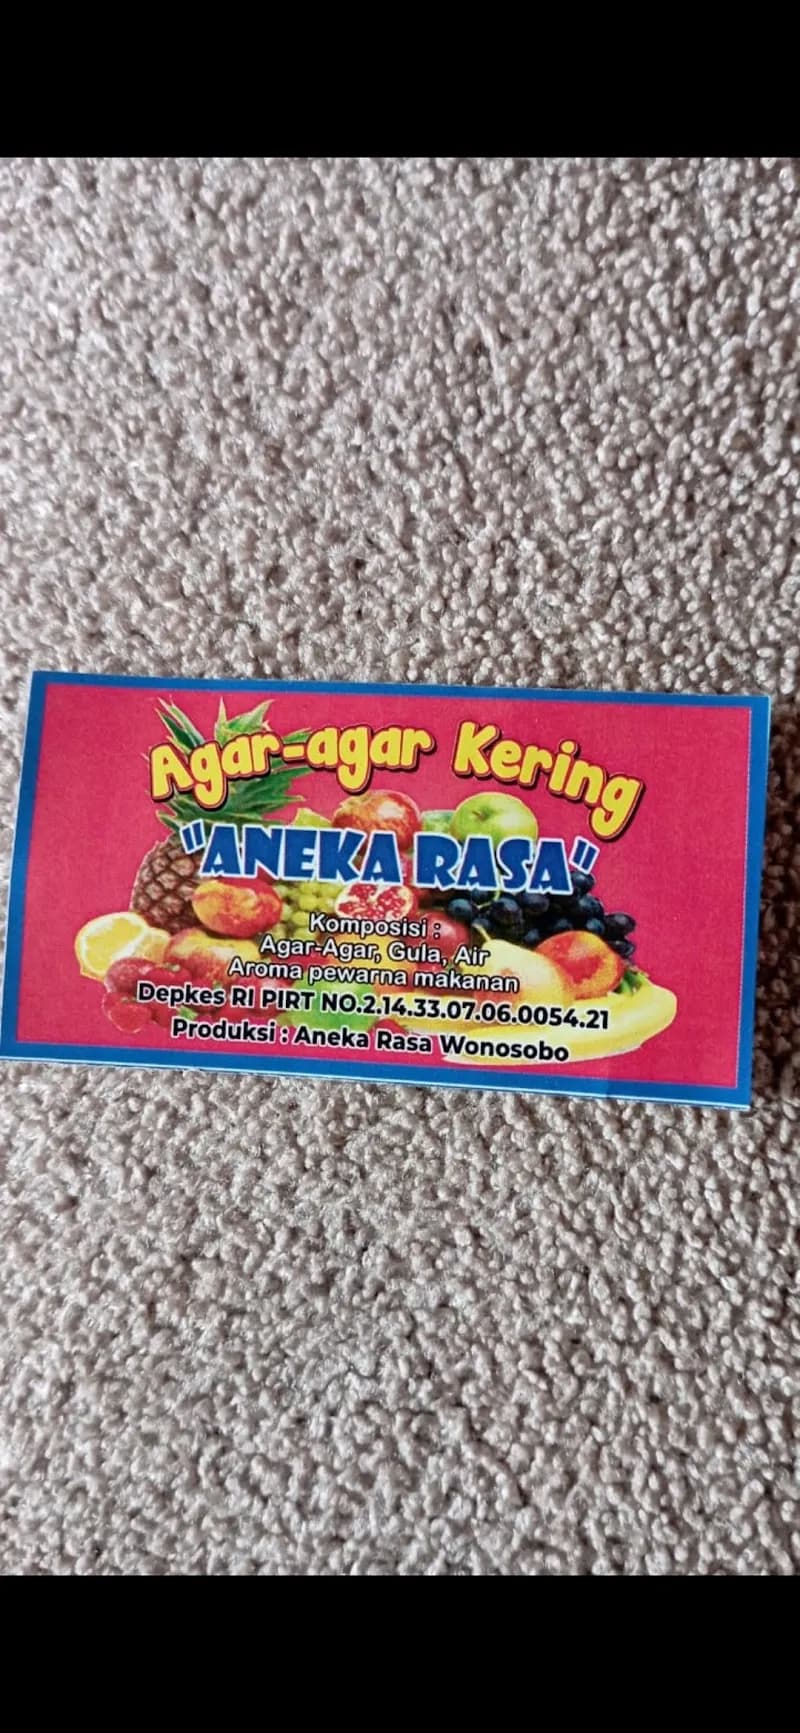 Agar-agar Kering
"ANEKA RASA"
Komposisi :
Agar-Agar, Gula, Air
Aroma pewarna makanan
Depkes RI PIRT NO.2.14.33.07.06.0054.21
Produksi : Aneka Rasa Wonosobo